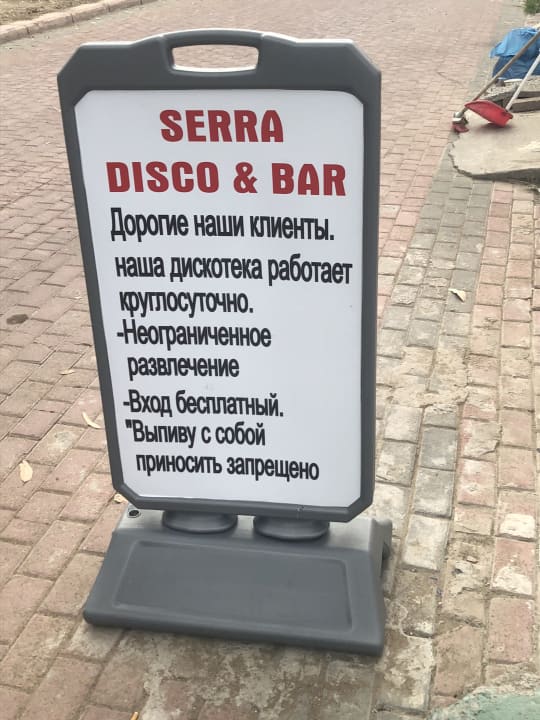 SERRA
DISCO & BAR
Дорогие наши клиенты.
наша дискотека работает
круглосуточно.
-Неограниченное
развлечение
-Вход бесплатный.
"Выпиву с собой
приносить запрещено